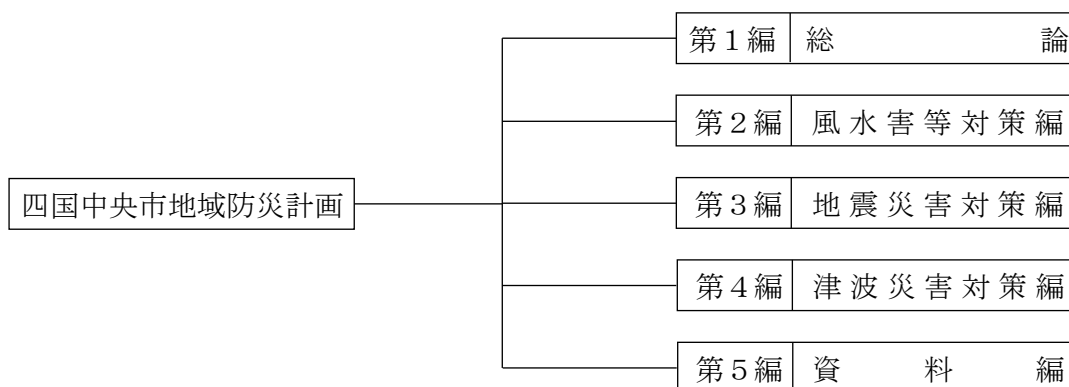 四国中央市地域防災計画
第１編 総論
第２編 風水害等対策編
第３編 地震災害対策編
第４編 津波災害対策編
第５編 資料編